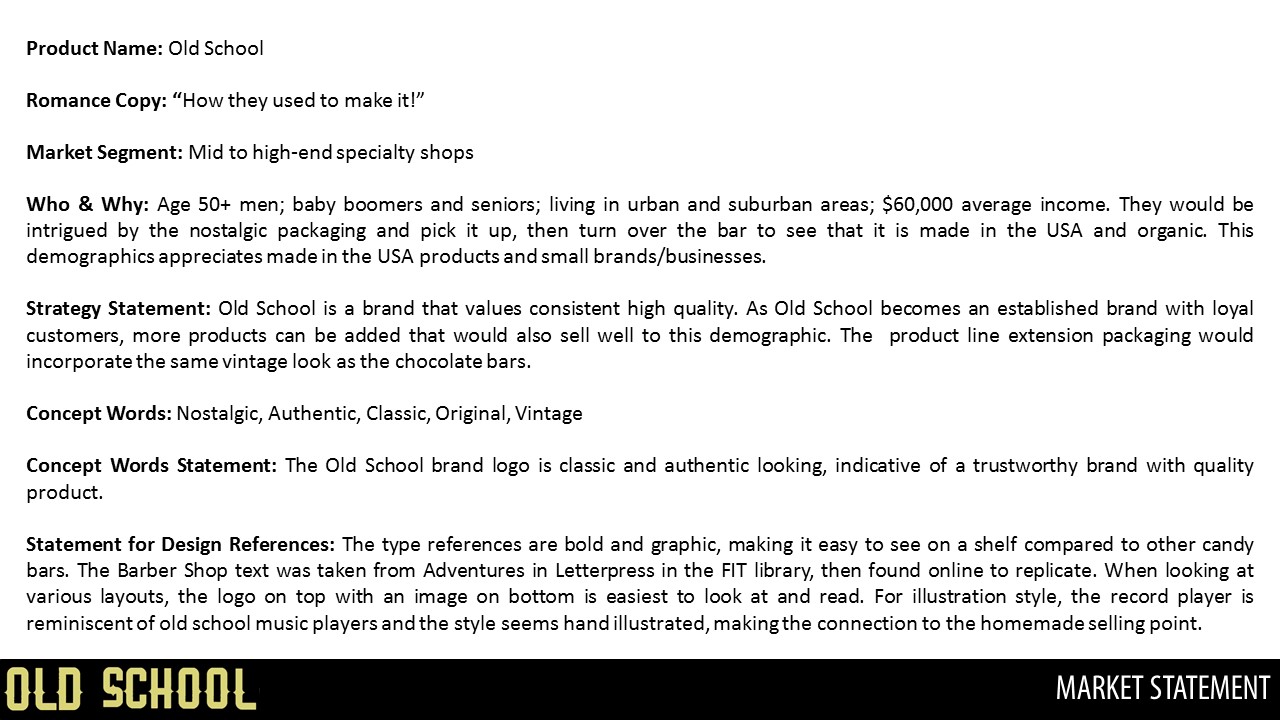 Product Name: Old School
Romance Copy: “How they used to make it!”
Market Segment: Mid to high-end specialty shops
Who & Why: Age 50+ men; baby boomers and seniors; living in urban and suburban areas; $60,000 average income. They would be
intrigued by the nostalgic packaging and pick it up, then turn over the bar to see that it is made in the USA and organic. This
demographics appreciates made in the USA products and small brands/businesses.
Strategy Statement: Old School is a brand that values consistent high quality. As Old School becomes an established brand with loyal
customers, more products can be added that would also sell well to this demographic. The product line extension packaging would
incorporate the same vintage look as the chocolate bars.
Concept Words: Nostalgic, Authentic, Classic, Original, Vintage
Concept Words Statement: The Old School brand logo is classic and authentic looking, indicative of a trustworthy brand with quality
product.
Statement for Design References: The type references are bold and graphic, making it easy to see on a shelf compared to other candy
bars. The Barber Shop text was taken from Adventures in Letterpress in the FIT library, then found online to replicate. When looking at
various layouts, the logo on top with an image on bottom is easiest to look at and read. For illustration style, the record player is
reminiscent of old school music players and the style seems hand illustrated, making the connection to the homemade selling point.
OLD SCHOOL
MARKET STATEMENT